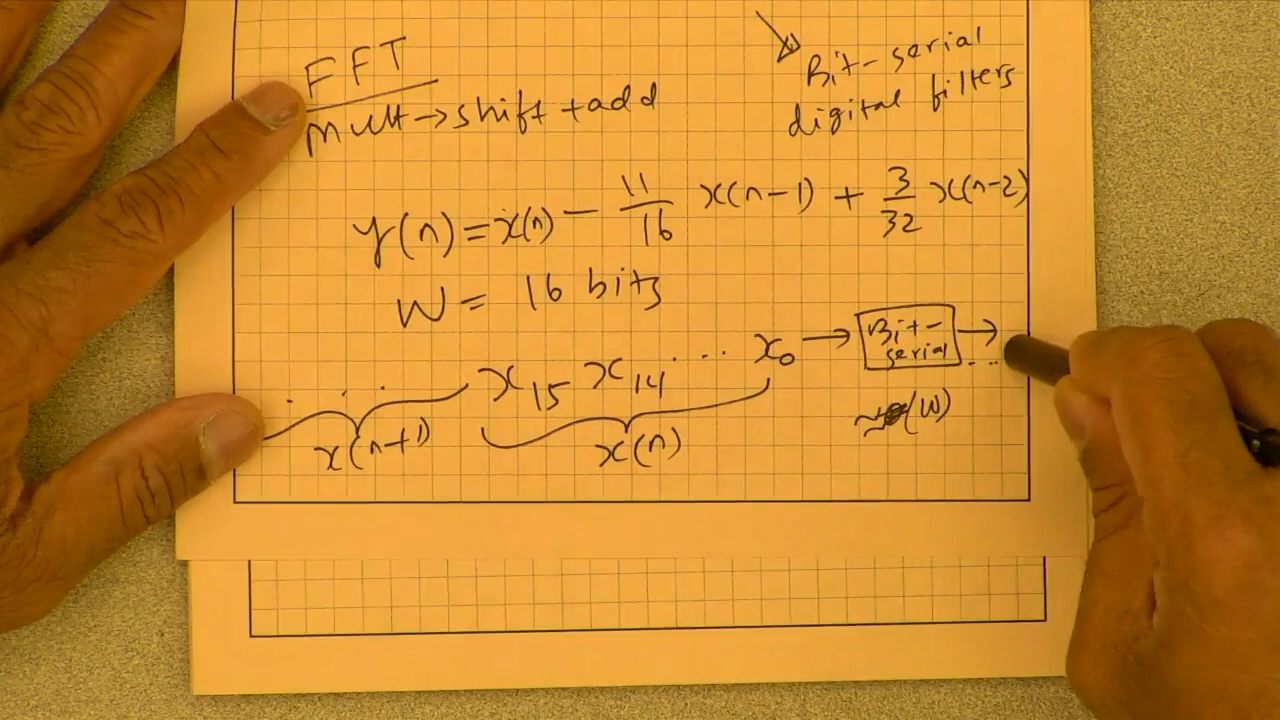 FFT
mult → shift + add
Bit-serial
digital filters
y(n) = x(n) - 11/16 x(n-1) + 3/32 x(n-2)
W = 16 bits
x15 x14 ... x0 → Bit-serial → ...
x(n+1) x(n) (W)